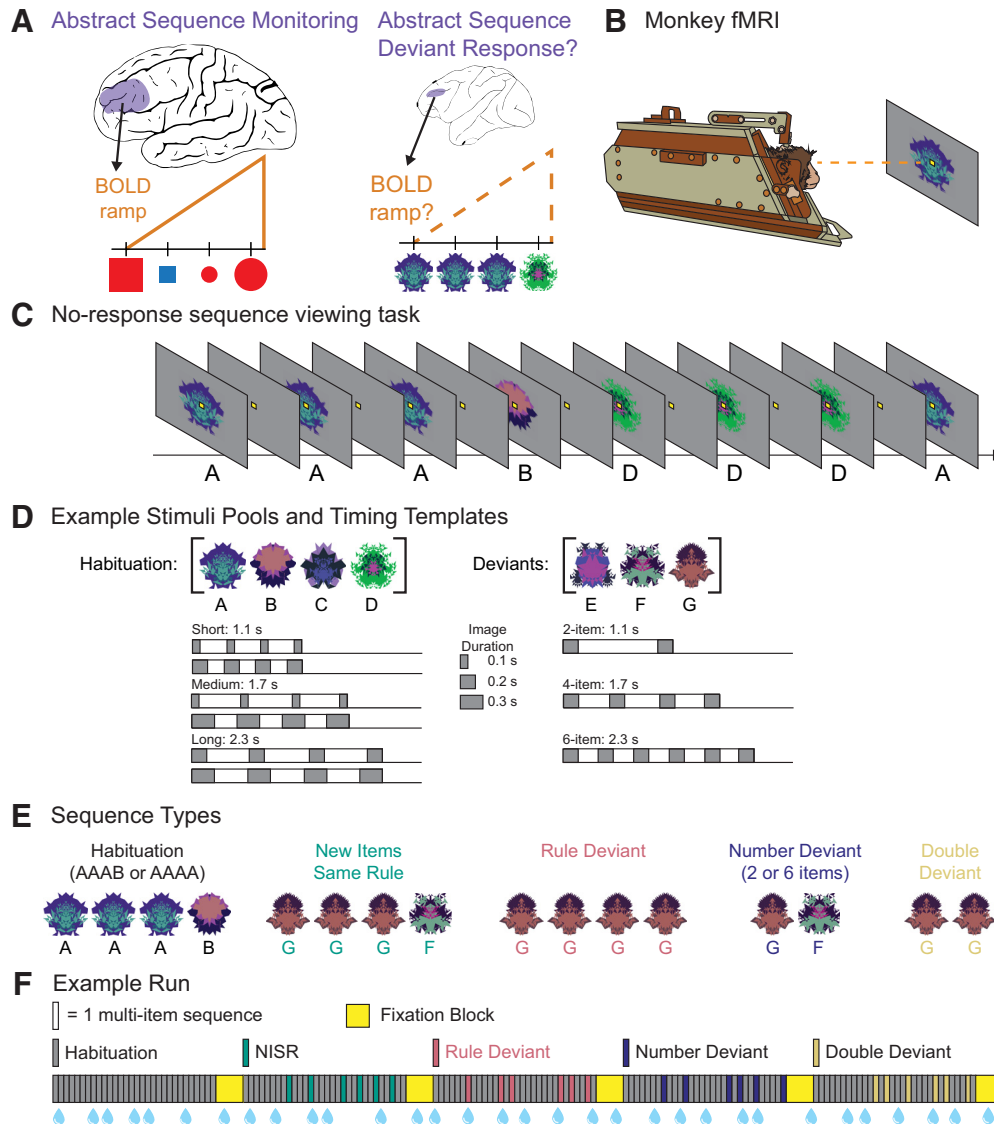 A
Abstract Sequence Monitoring
BOLD
ramp
Abstract Sequence
Deviant Response?
BOLD
ramp?
B Monkey fMRI
C No-response sequence viewing task
A A A B D D D A
D Example Stimuli Pools and Timing Templates
Habituation:
A B C D
Deviants:
E F G
Short: 1.1 s
Medium: 1.7 s
Long: 2.3 s
Image
Duration
0.1 s
0.2 s
0.3 s
2-item: 1.1 s
4-item: 1.7 s
6-item: 2.3 s
E Sequence Types
Habituation
(AAAB or AAAA)
A A A B
New Items
Same Rule
G G G F
Rule Deviant
G G G G
Number Deviant
(2 or 6 items)
G F
Double
Deviant
G G
F Example Run
= 1 multi-item sequence
Fixation Block
Habituation
NISR
Rule Deviant
Number Deviant
Double Deviant